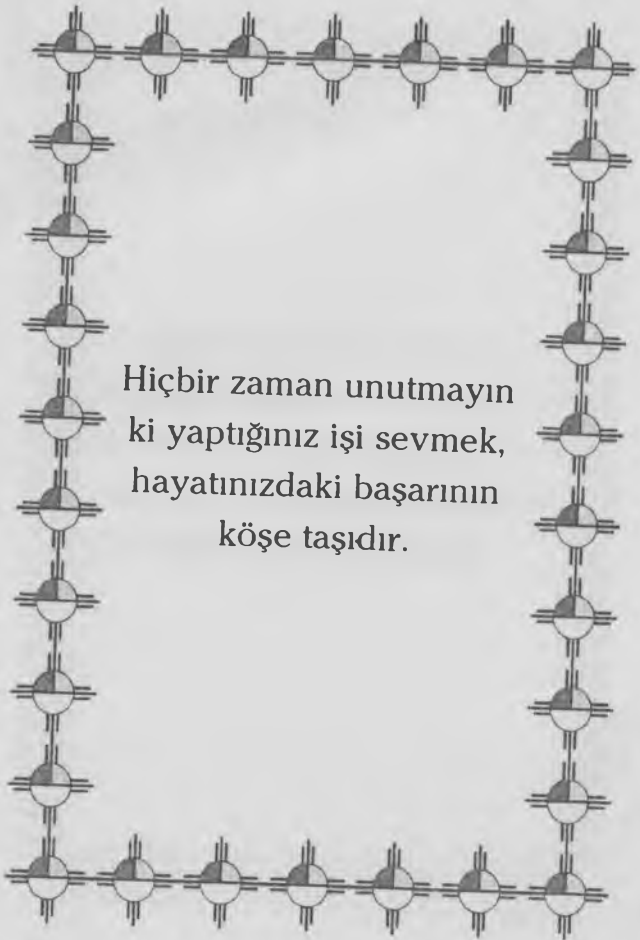 Hiçbir zaman unutmayın
ki yaptığınız işi sevmek,
hayatınızdaki başarının
köşe taşıdır.